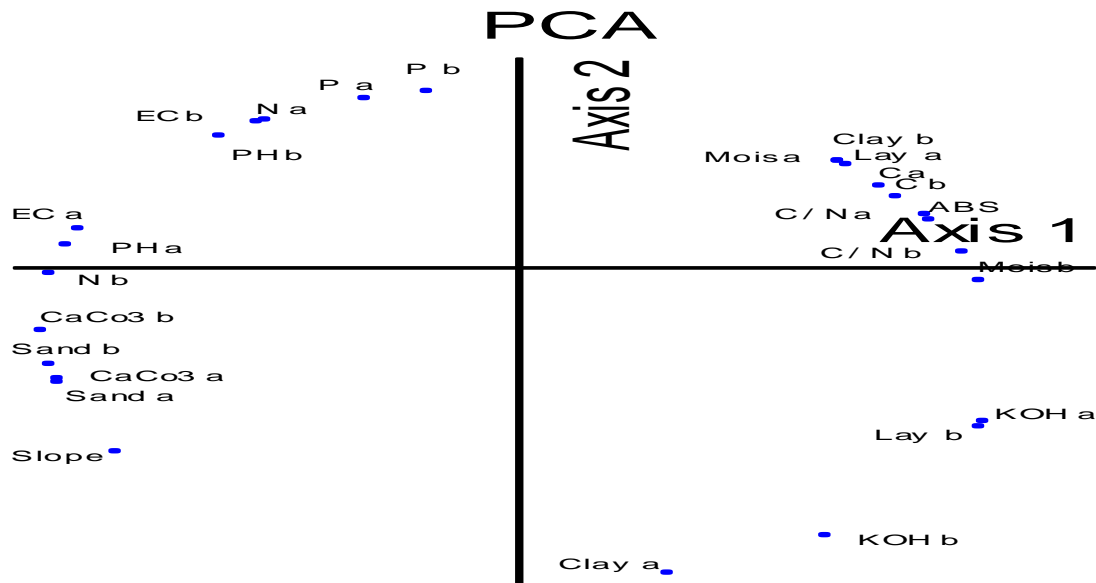 PCA
Axis 2
P b
P a
N a
EC b
PH b
Clay b
Lay a
Mois a
C a
C b
ABS
C / N a
EC a
Axis 1
PH a
C / N b
Mois b
N b
CaCo3 b
Sand b
CaCo3 a
Sand a
KOH a
Lay b
Slope
KOH b
Clay a